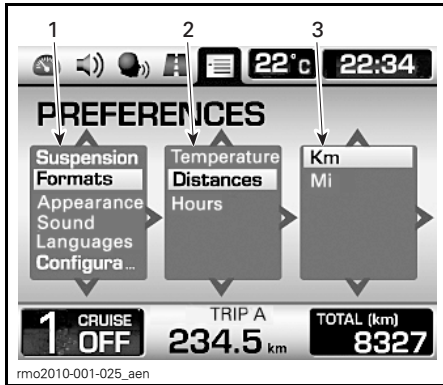 1 2 3
22°c 22:34
PREFERENCES
Suspension
Formats
Appearance
Sound
Languages
Configura...
Temperature
Distances
Hours
Km
Mi
1 CRUISE OFF
TRIP A
234.5 km
TOTAL (km)
8327
rmo2010-001-025_aen